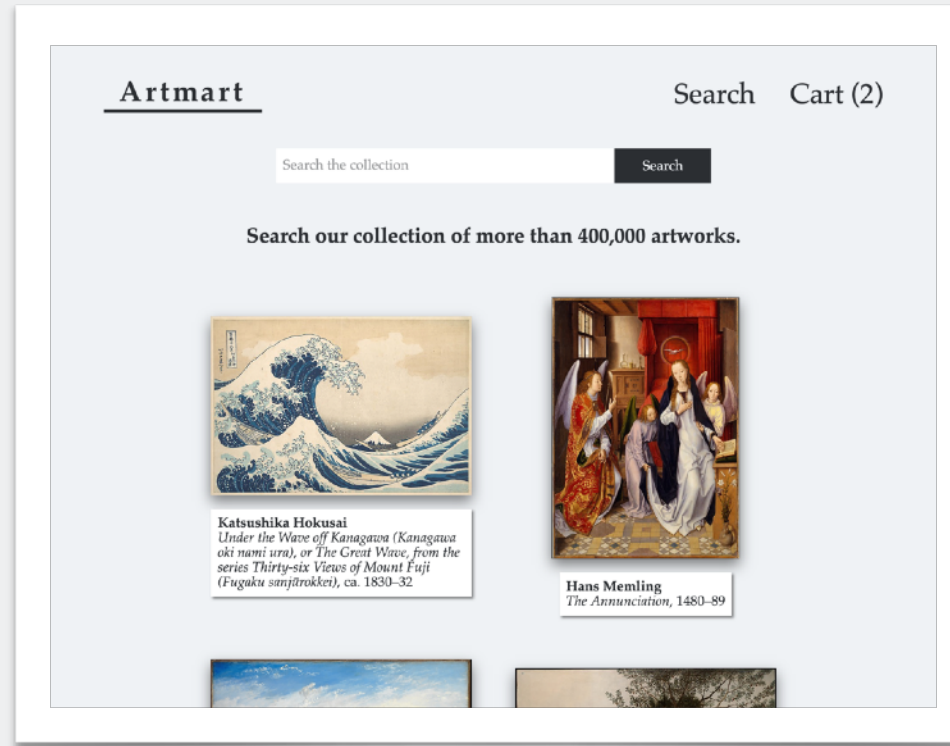 Artmart
Search Cart (2)
Search the collection
Search
Search our collection of more than 400,000 artworks.
Katsushika Hokusai
Under the Wave off Kanagawa (Kanagawa
oki nami ura), or The Great Wave, from the
series Thirty-six Views of Mount Fuji
(Fugaku sanjūrokkei), ca. 1830–32
Hans Memling
The Annunciation, 1480–89